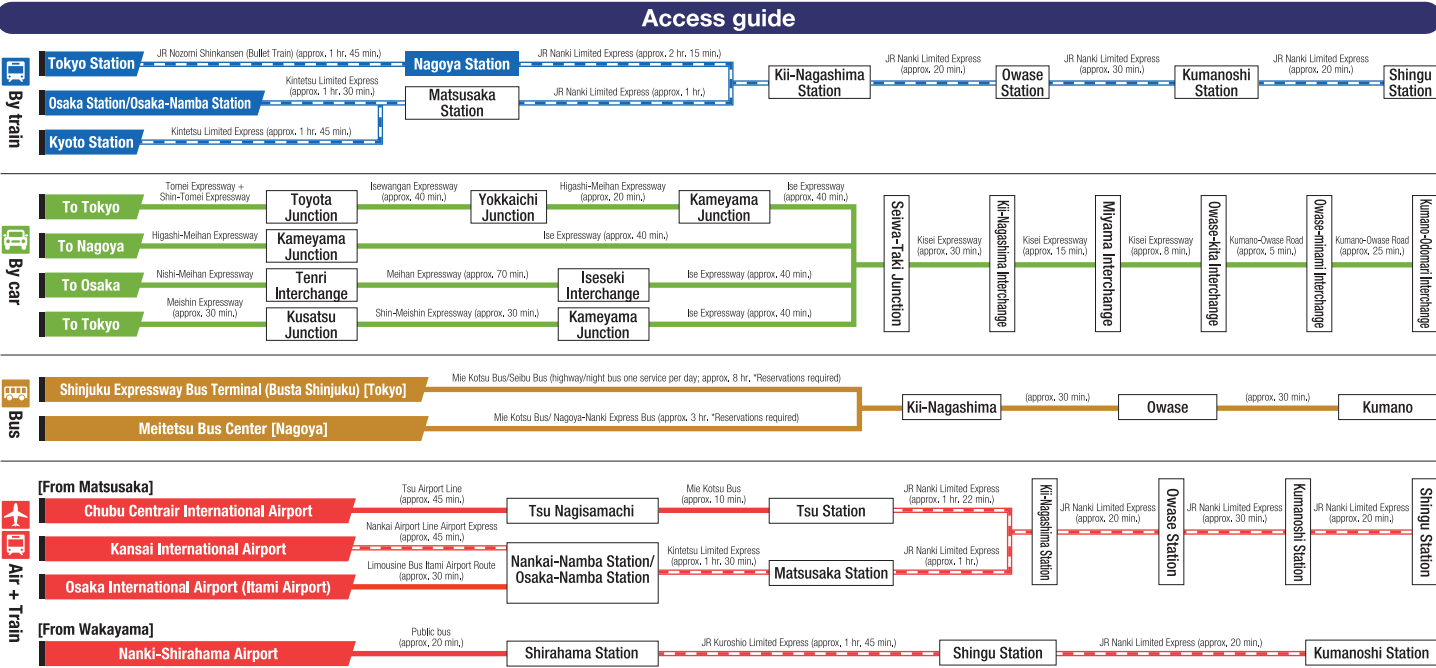 Access guide
By train
Tokyo Station
JR Nozomi Shinkansen (Bullet Train) (approx. 1 hr. 45 min.)
Nagoya Station
JR Nanki Limited Express (approx. 2 hr. 15 min.)
Osaka Station/Osaka-Namba Station
Kintetsu Limited Express
(approx. 1 hr. 30 min.)
Matsusaka
Station
JR Nanki Limited Express (approx. 1 hr.)
Kyoto Station
Kintetsu Limited Express (approx. 1 hr. 45 min.)
Kii-Nagashima
Station
JR Nanki Limited Express
(approx. 20 min.)
Owase
Station
JR Nanki Limited Express
(approx. 30 min.)
Kumanoshi
Station
JR Nanki Limited Express
(approx. 20 min.)
Shingu
Station
By car
To Tokyo
Tomei Expressway +
Shin-Tomei Expressway
Toyota
Junction
Isewangan Expressway
(approx. 40 min.)
Yokkaichi
Junction
Higashi-Meihan Expressway
(approx. 20 min.)
Kameyama
Junction
Ise Expressway
(approx. 40 min.)
To Nagoya
Higashi-Meihan Expressway
Kameyama
Junction
Ise Expressway (approx. 40 min.)
To Osaka
Nishi-Meihan Expressway
Tenri
Interchange
Meihan Expressway (approx. 70 min.)
Iseseki
Interchange
Ise Expressway (approx. 40 min.)
To Tokyo
Meishin Expressway
(approx. 30 min.)
Kusatsu
Junction
Shin-Meishin Expressway (approx. 30 min.)
Kameyama
Junction
Ise Expressway (approx. 40 min.)
Seiwa-Taki Junction
Kisei Expressway
(approx. 30 min.)
Kii-Nagashima Interchange
Kisei Expressway
(approx. 15 min.)
Miyama Interchange
Kisei Expressway
(approx. 8 min.)
Owase-kita Interchange
Kumano-Owase Road
(approx. 5 min.)
Owase-minami Interchange
Kumano-Owase Road
(approx. 25 min.)
Kumano-Odomari Interchange
Bus
Shinjuku Expressway Bus Terminal (Busta Shinjuku) [Tokyo]
Mie Kotsu Bus/Seibu Bus (highway/night bus one service per day; approx. 8 hr. *Reservations required)
Meitetsu Bus Center [Nagoya]
Mie Kotsu Bus/ Nagoya-Nanki Express Bus (approx. 3 hr. *Reservations required)
Kii-Nagashima
(approx. 30 min.)
Owase
(approx. 30 min.)
Kumano
Air + Train
[From Matsusaka]
Chubu Centrair International Airport
Tsu Airport Line
(approx. 45 min.)
Tsu Nagisamachi
Mie Kotsu Bus
(approx. 10 min.)
Tsu Station
JR Nanki Limited Express
(approx. 1 hr. 22 min.)
Kansai International Airport
Nankai Airport Line Airport Express
(approx. 45 min.)
Osaka International Airport (Itami Airport)
Limousine Bus Itami Airport Route
(approx. 30 min.)
Nankai-Namba Station/
Osaka-Namba Station
Kintetsu Limited Express
(approx. 1 hr. 30 min.)
Matsusaka Station
JR Nanki Limited Express
(approx. 1 hr.)
Kii-Nagashima Station
JR Nanki Limited Express
(approx. 20 min.)
Owase Station
JR Nanki Limited Express
(approx. 30 min.)
Kumanoshi Station
JR Nanki Limited Express
(approx. 20 min.)
Shingu Station
[From Wakayama]
Nanki-Shirahama Airport
Public bus
(approx. 20 min.)
Shirahama Station
JR Kuroshio Limited Express (approx. 1 hr. 45 min.)
Shingu Station
JR Nanki Limited Express (approx. 20 min.)
Kumanoshi Station